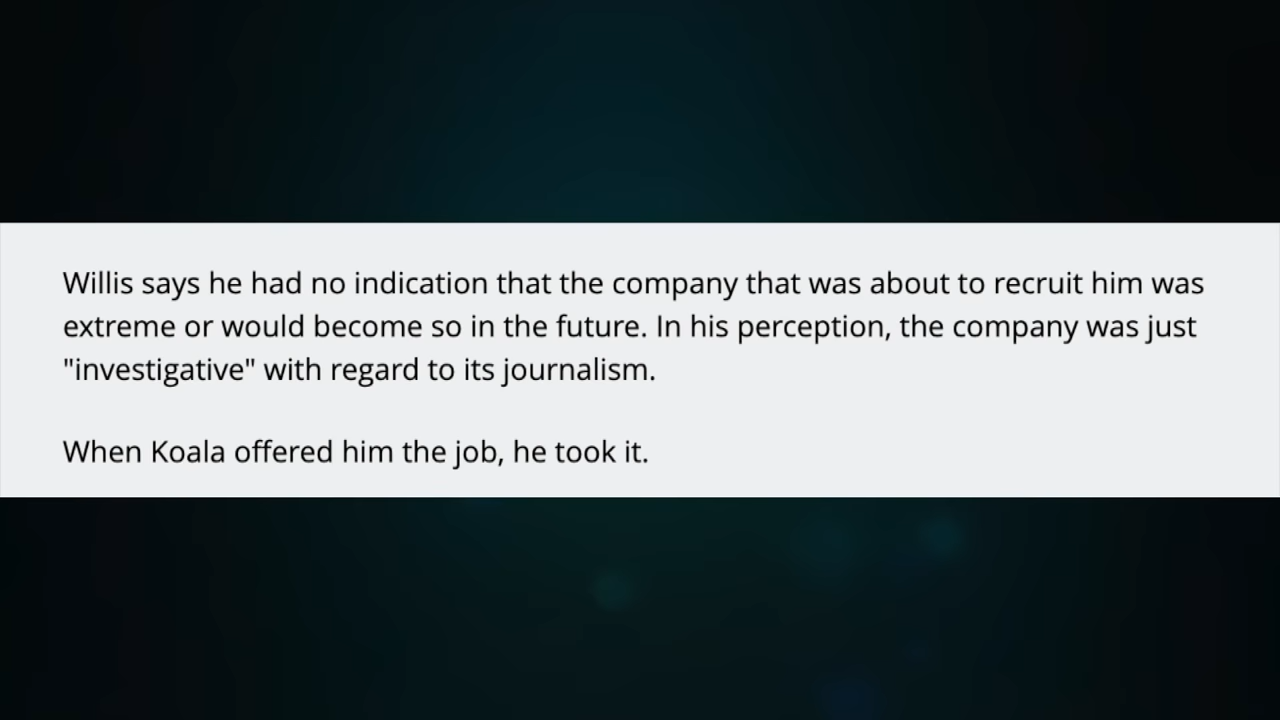 Willis says he had no indication that the company that was about to recruit him was
extreme or would become so in the future. In his perception, the company was just
"investigative" with regard to its journalism.
When Koala offered him the job, he took it.